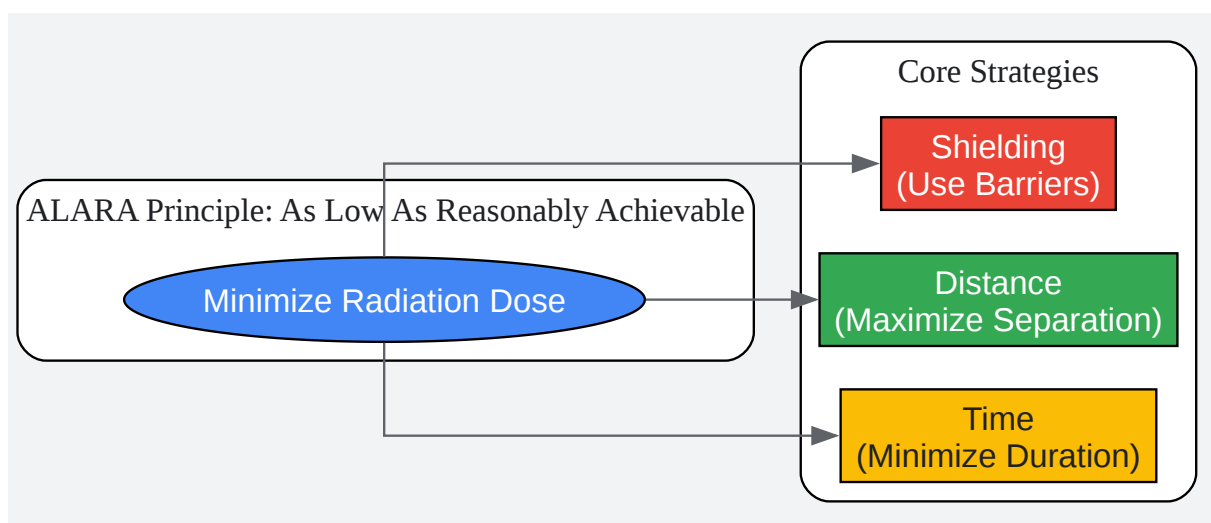 Core Strategies
Shielding
(Use Barriers)
ALARA Principle: As Low As Reasonably Achievable
Minimize Radiation Dose
Distance
(Maximize Separation)
Time
(Minimize Duration)